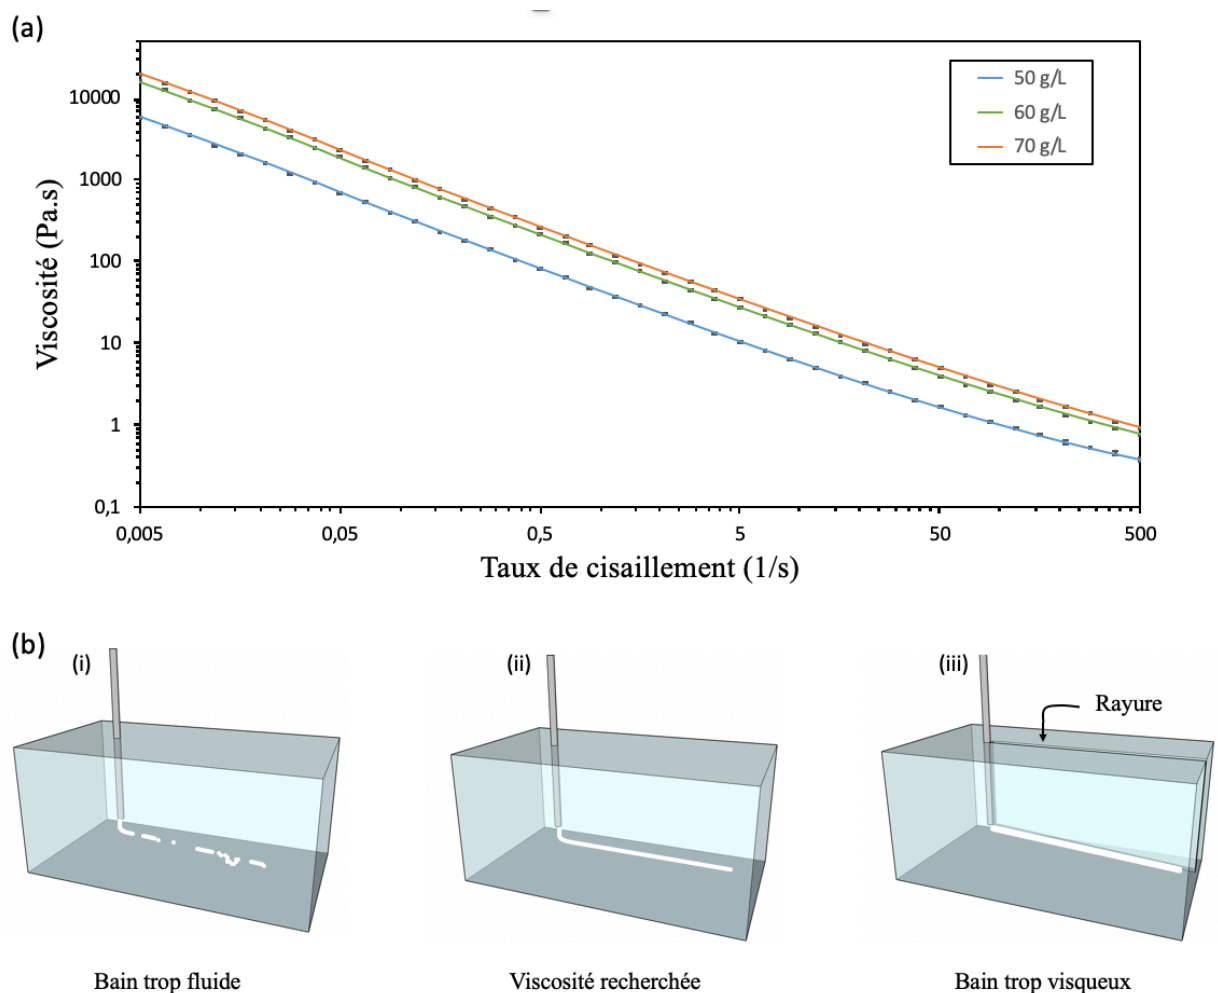 (a)
50 g/L
60 g/L
70 g/L
Viscosité (Pa.s)
10000
1000
100
10
1
0,1
0,005 0,05 0,5 5 50 500
Taux de cisaillement (1/s)
(b)
(i) (ii) (iii)
Rayure
Bain trop fluide Viscosité recherchée Bain trop visqueux